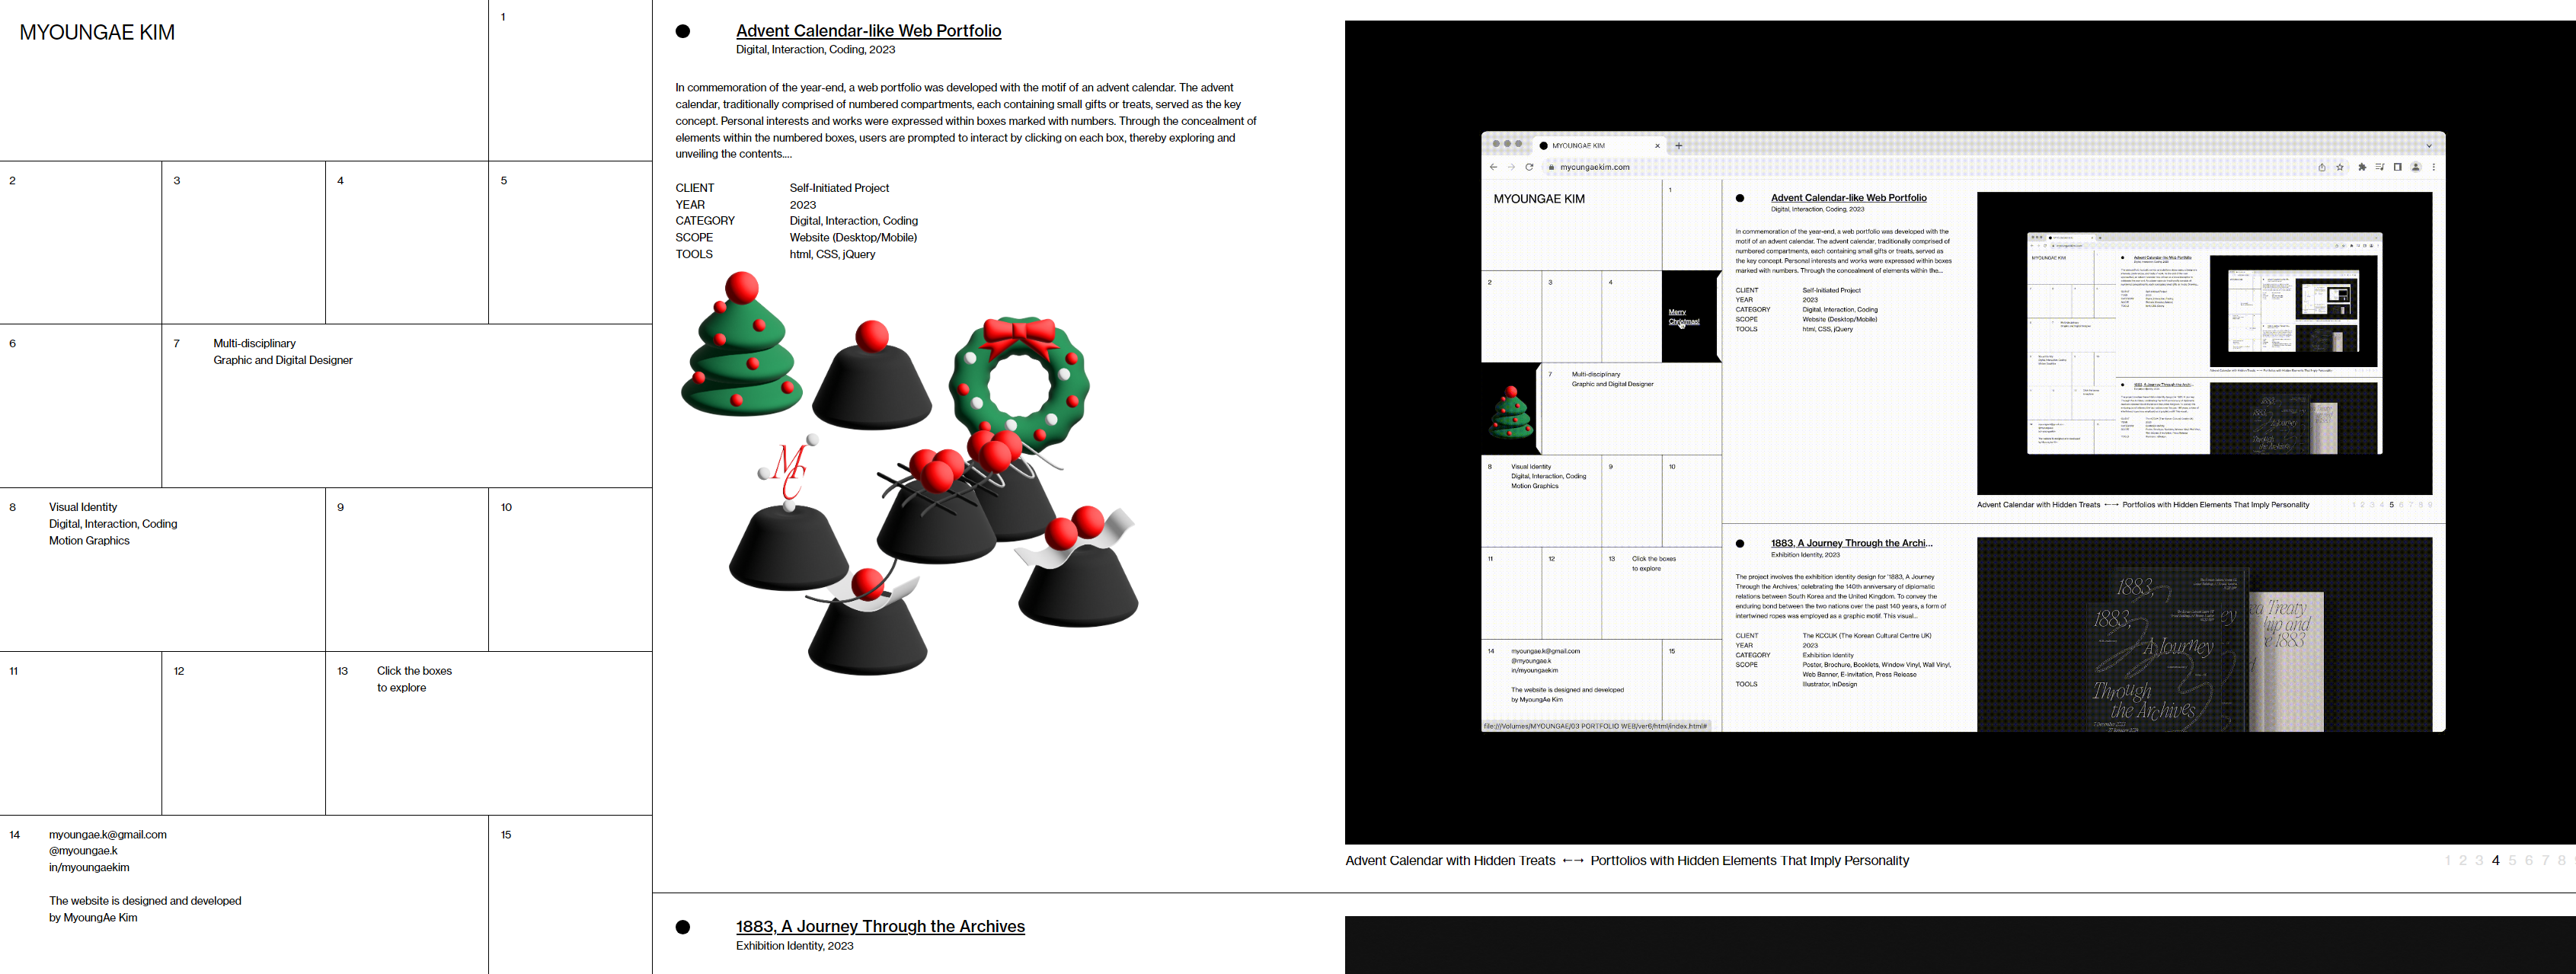 MYOUNGAE KIM
1
2
3
4
5
6
7
Multi-disciplinary
Graphic and Digital Designer
8
Visual Identity
Digital, Interaction, Coding
Motion Graphics
9
10
11
12
13
Click the boxes
to explore
14
myoungae.k@gmail.com
@myoungae.k
in/myoungaekim
The website is designed and developed
by MyoungAe Kim
15
Advent Calendar-like Web Portfolio
Digital, Interaction, Coding, 2023
In commemoration of the year-end, a web portfolio was developed with the motif of an advent calendar. The advent
calendar, traditionally comprised of numbered compartments, each containing small gifts or treats, served as the key
concept. Personal interests and works were expressed within boxes marked with numbers. Through the concealment of
elements within the numbered boxes, users are prompted to interact by clicking on each box, thereby exploring and
unveiling the contents....
CLIENT Self-Initiated Project
YEAR 2023
CATEGORY Digital, Interaction, Coding
SCOPE Website (Desktop/Mobile)
TOOLS html, CSS, jQuery
MC
MYOUNGAE KIM
myoungaekim.com
MYOUNGAE KIM
1
2
3
4
Merry
Christmas!
7
Multi-disciplinary
Graphic and Digital Designer
8
Visual Identity
Digital, Interaction, Coding
Motion Graphics
9
10
11
12
13
Click the boxes
to explore
14
myoungae.k@gmail.com
@myoungae.k
in/myoungaekim
The website is designed and developed
by MyoungAe Kim
15
file:///Volumes/MYOUNGAE/03 PORTFOLIO WEB/ver6/html/index.html#
Advent Calendar-like Web Portfolio
Digital, Interaction, Coding, 2023
In commemoration of the year-end, a web portfolio was developed with the
motif of an advent calendar. The advent calendar, traditionally comprised of
numbered compartments, each containing small gifts or treats, served as
the key concept. Personal interests and works were expressed within boxes
marked with numbers. Through the concealment of elements within the...
CLIENT Self-Initiated Project
YEAR 2023
CATEGORY Digital, Interaction, Coding
SCOPE Website (Desktop/Mobile)
TOOLS html, CSS, jQuery
MYOUNGAE KIM
Advent Calendar-like Web Portfolio
Advent Calendar with Hidden Treats ←→ Portfolios with Hidden Elements That Imply Personality
1 2 3 4 5 6 7 8 9
1883, A Journey Through the Archi...
Exhibition Identity, 2023
The project involves the exhibition identity design for '1883, A Journey
Through the Archives,' celebrating the 140th anniversary of diplomatic
relations between South Korea and the United Kingdom. To convey the
enduring bond between the two nations over the past 140 years, a form of
intertwined ropes was employed as a graphic motif. This visual...
CLIENT The KCCUK (The Korean Cultural Centre UK)
YEAR 2023
CATEGORY Exhibition Identity
SCOPE Poster, Brochure, Booklets, Window Vinyl, Wall Vinyl,
Web Banner, E-Invitation, Press Release
TOOLS Illustrator, InDesign
1883,
1883,
A Journey
Through
the Archives
Treaty
and
1883
Advent Calendar with Hidden Treats ←→ Portfolios with Hidden Elements That Imply Personality
1 2 3 4 5 6 7 8
1883, A Journey Through the Archives
Exhibition Identity, 2023